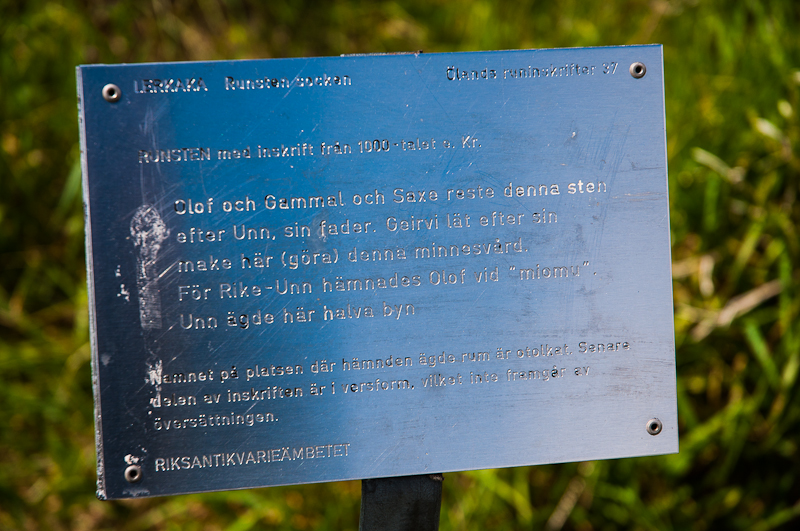 LERKAKA Runsten socken Ölands runinskrifter 37
RUNSTEN med inskrift från 1000-talet e. Kr.
Olof och Gammal och Saxe reste denna sten
efter Unn, sin fader. Geirvi lät efter sin
make här (göra) denna minnesvård.
För Rike-Unn hämnades Olof vid "miomu".
Unn ägde här halva byn
Namnet på platsen där hämnden ägde rum är otolket. Senare
delen av inskriften är i versform, vilket inte framgår av
översättningen.
RIKSANTIKVARIEÄMBETET